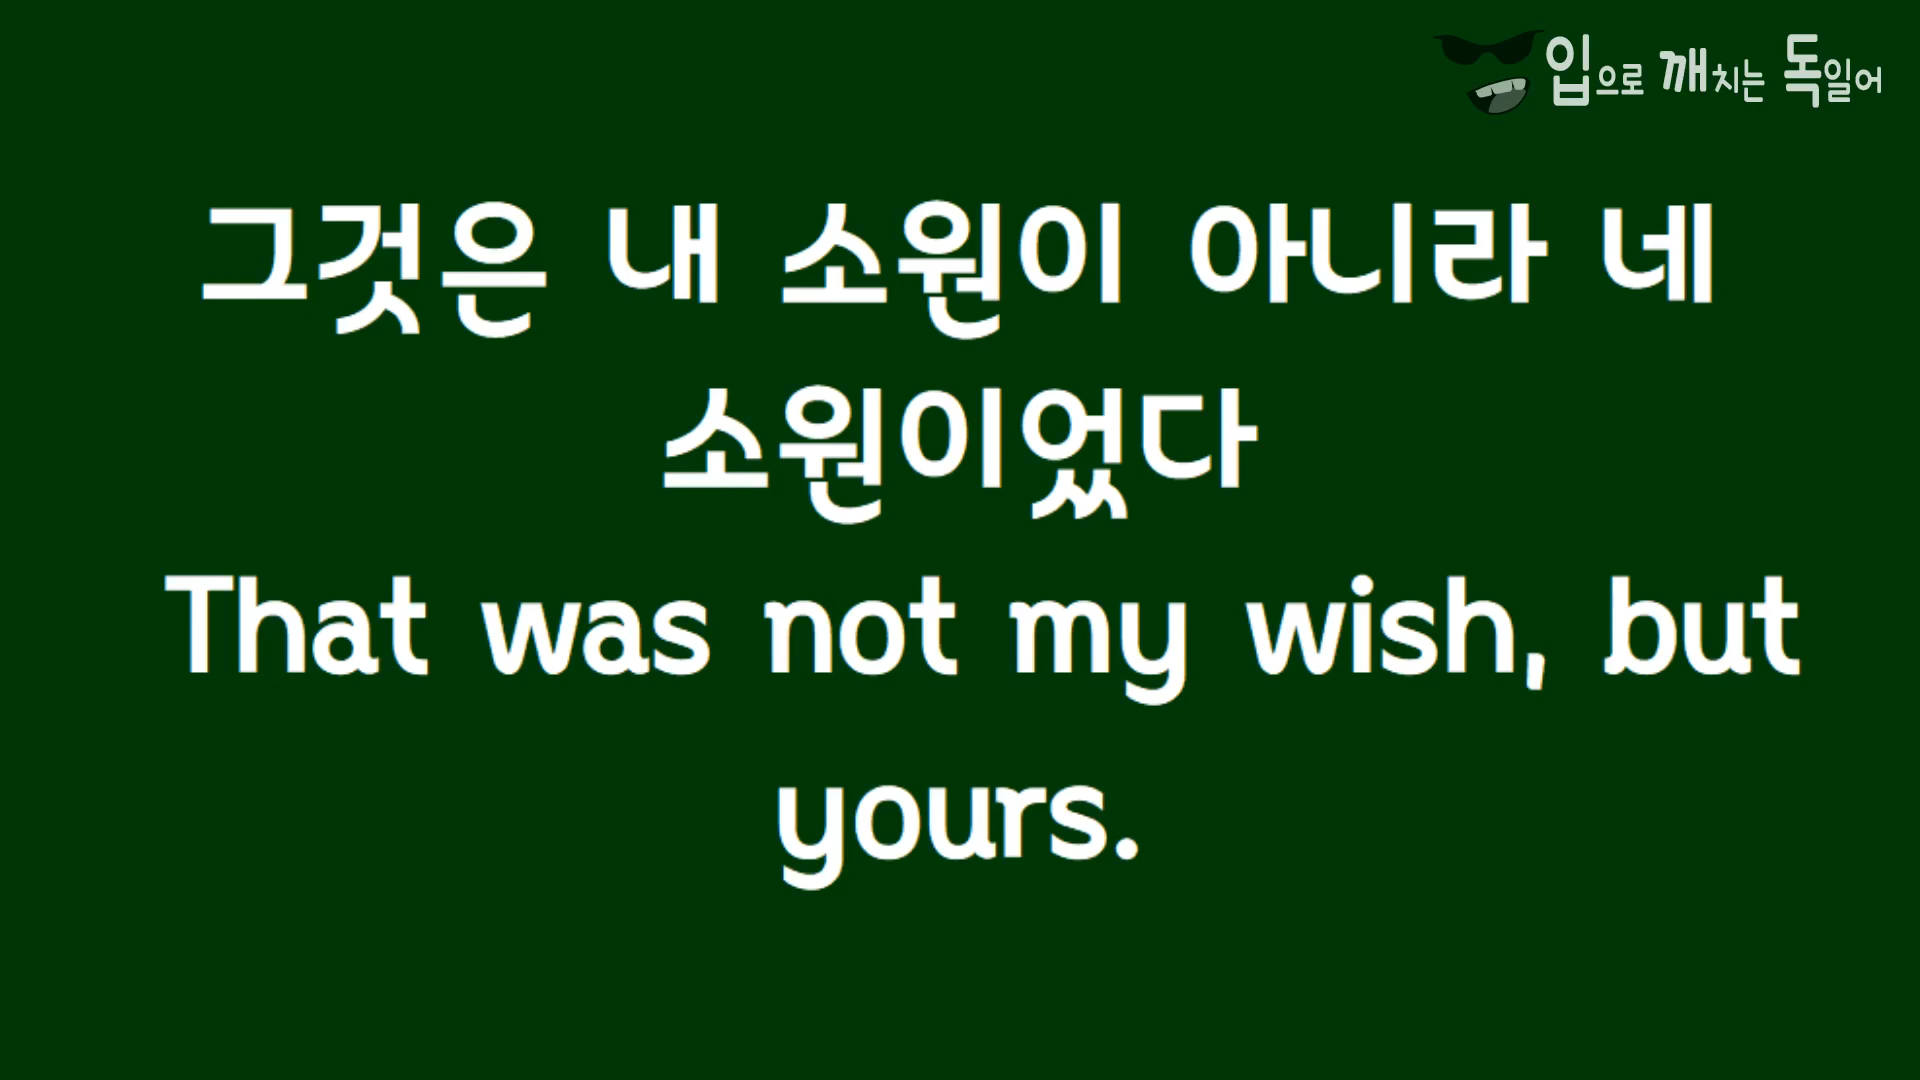 입으로 깨치는 독일어
그것은 내 소원이 아니라 네
소원이었다
That was not my wish, but
yours.